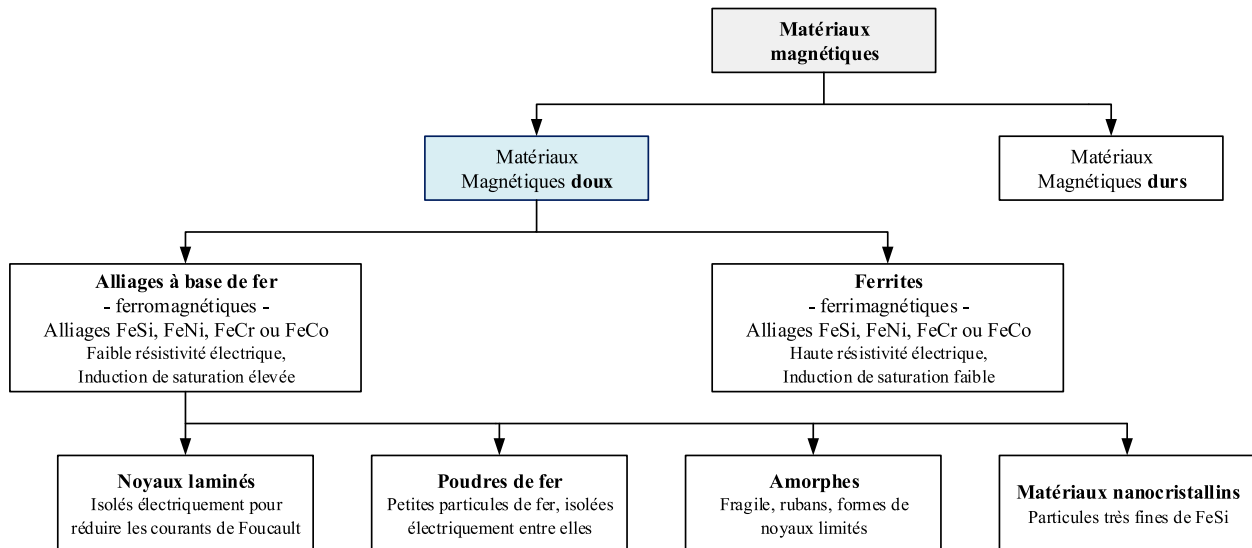 Matériaux
magnétiques
Matériaux
Magnétiques doux
Matériaux
Magnétiques durs
Alliages à base de fer
- ferromagnétiques -
Alliages FeSi, FeNi, FeCr ou FeCo
Faible résistivité électrique,
Induction de saturation élevée
Ferrites
- ferrimagnétiques -
Alliages FeSi, FeNi, FeCr ou FeCo
Haute résistivité électrique,
Induction de saturation faible
Noyaux laminés
Isolés électriquement pour
réduire les courants de Foucault
Poudres de fer
Petites particules de fer, isolées
électriquement entre elles
Amorphes
Fragile, rubans, formes de
noyaux limités
Matériaux nanocristallins
Particules très fines de FeSi